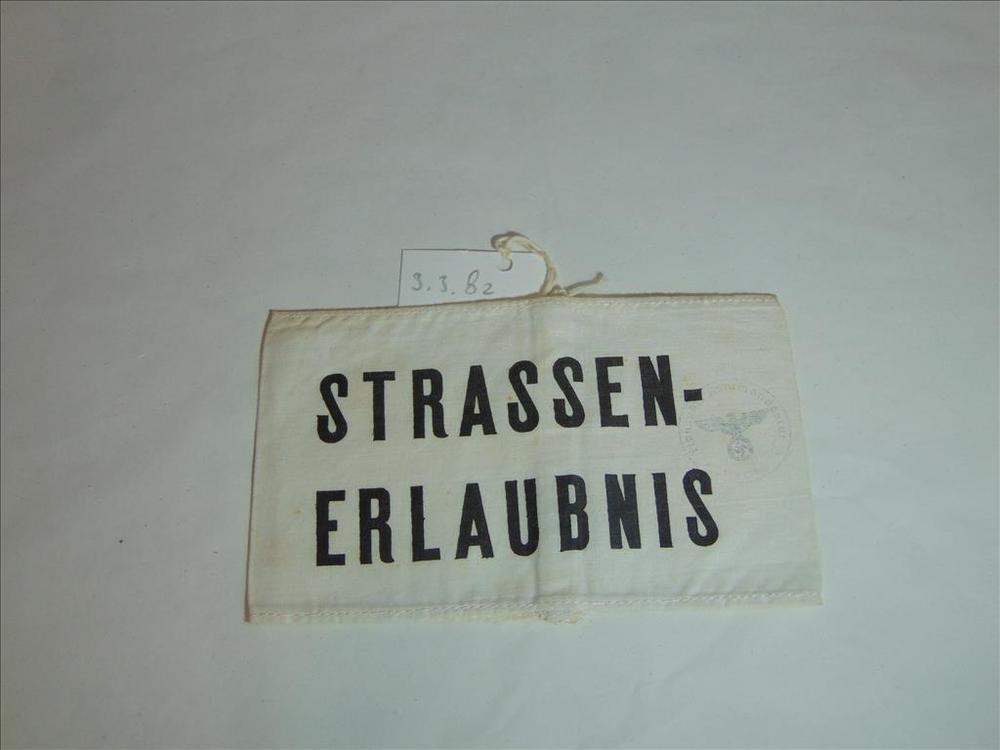 3.3.82
STRASSEN-
ERLAUBNIS